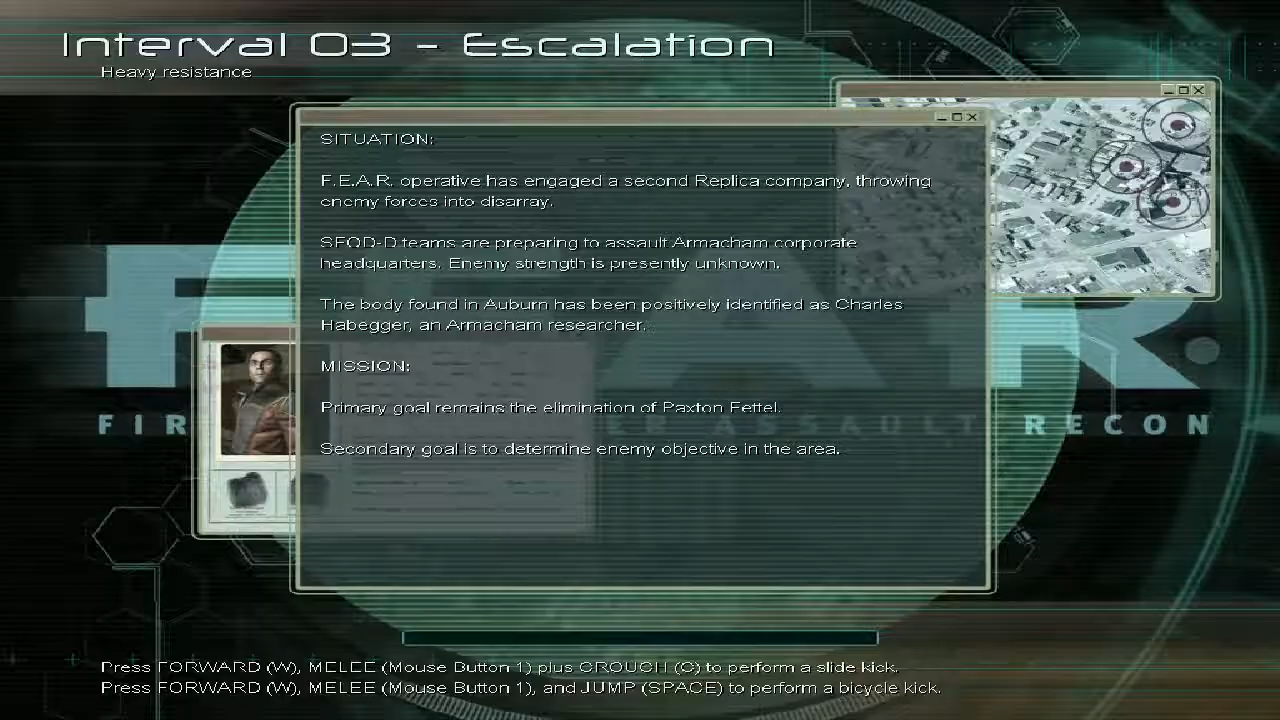 Interval 03 - Escalation
Heavy resistance
SITUATION:
F.E.A.R. operative has engaged a second Replica company, throwing
enemy forces into disarray.
SFOD-D teams are preparing to assault Armacham corporate
headquarters. Enemy strength is presently unknown.
The body found in Auburn has been positively identified as Charles
Habegger, an Armacham researcher.
MISSION:
Primary goal remains the elimination of Paxton Fettel.
Secondary goal is to determine enemy objective in the area.
ASSAULT RECON
Press FORWARD (W), MELEE (Mouse Button 1) plus CROUCH (C) to perform a slide kick.
Press FORWARD (W), MELEE (Mouse Button 1), and JUMP (SPACE) to perform a bicycle kick.